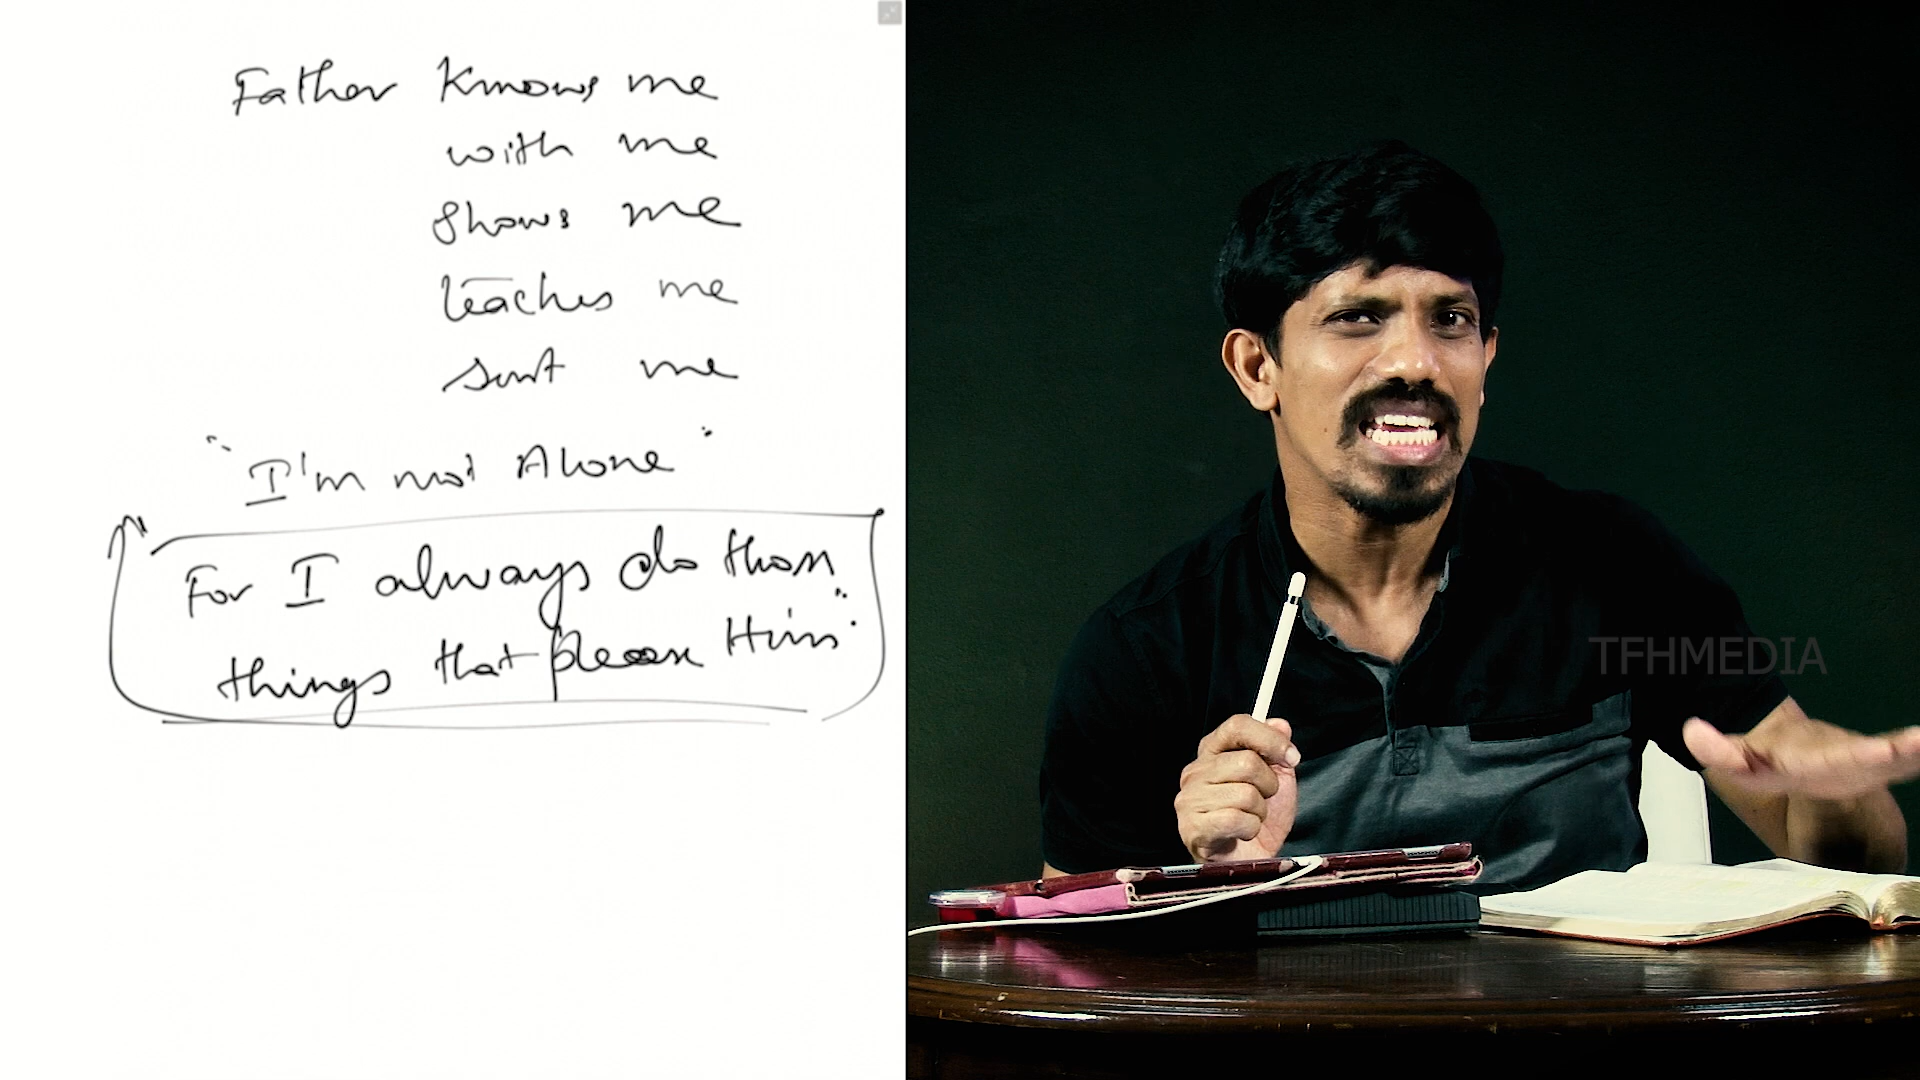 Father Knows me
with me
shows me
teaches me
sent me
"I'm not Alone"
"For I always do those
things that please Him"
TFHMEDIA